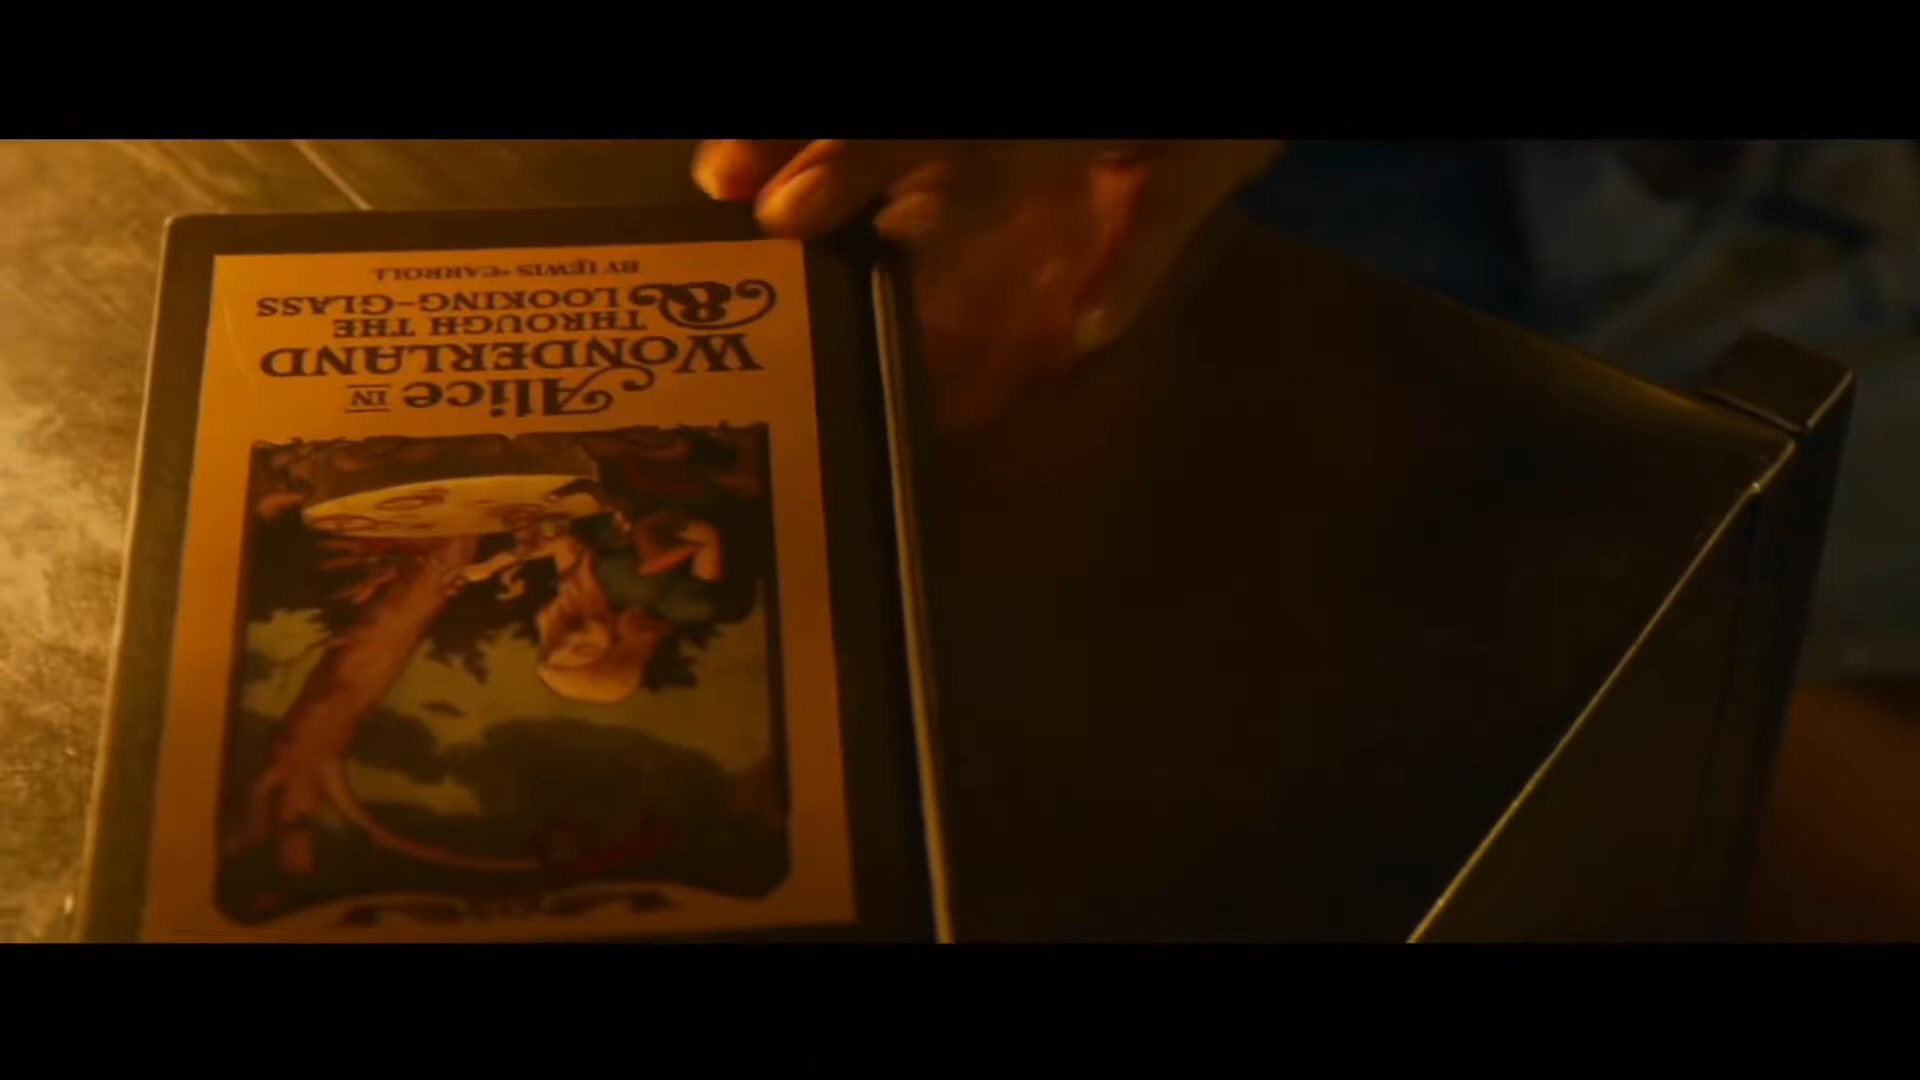 Alice IN
WONDERLAND
& THROUGH THE
LOOKING-GLASS
BY LEWIS CARROLL